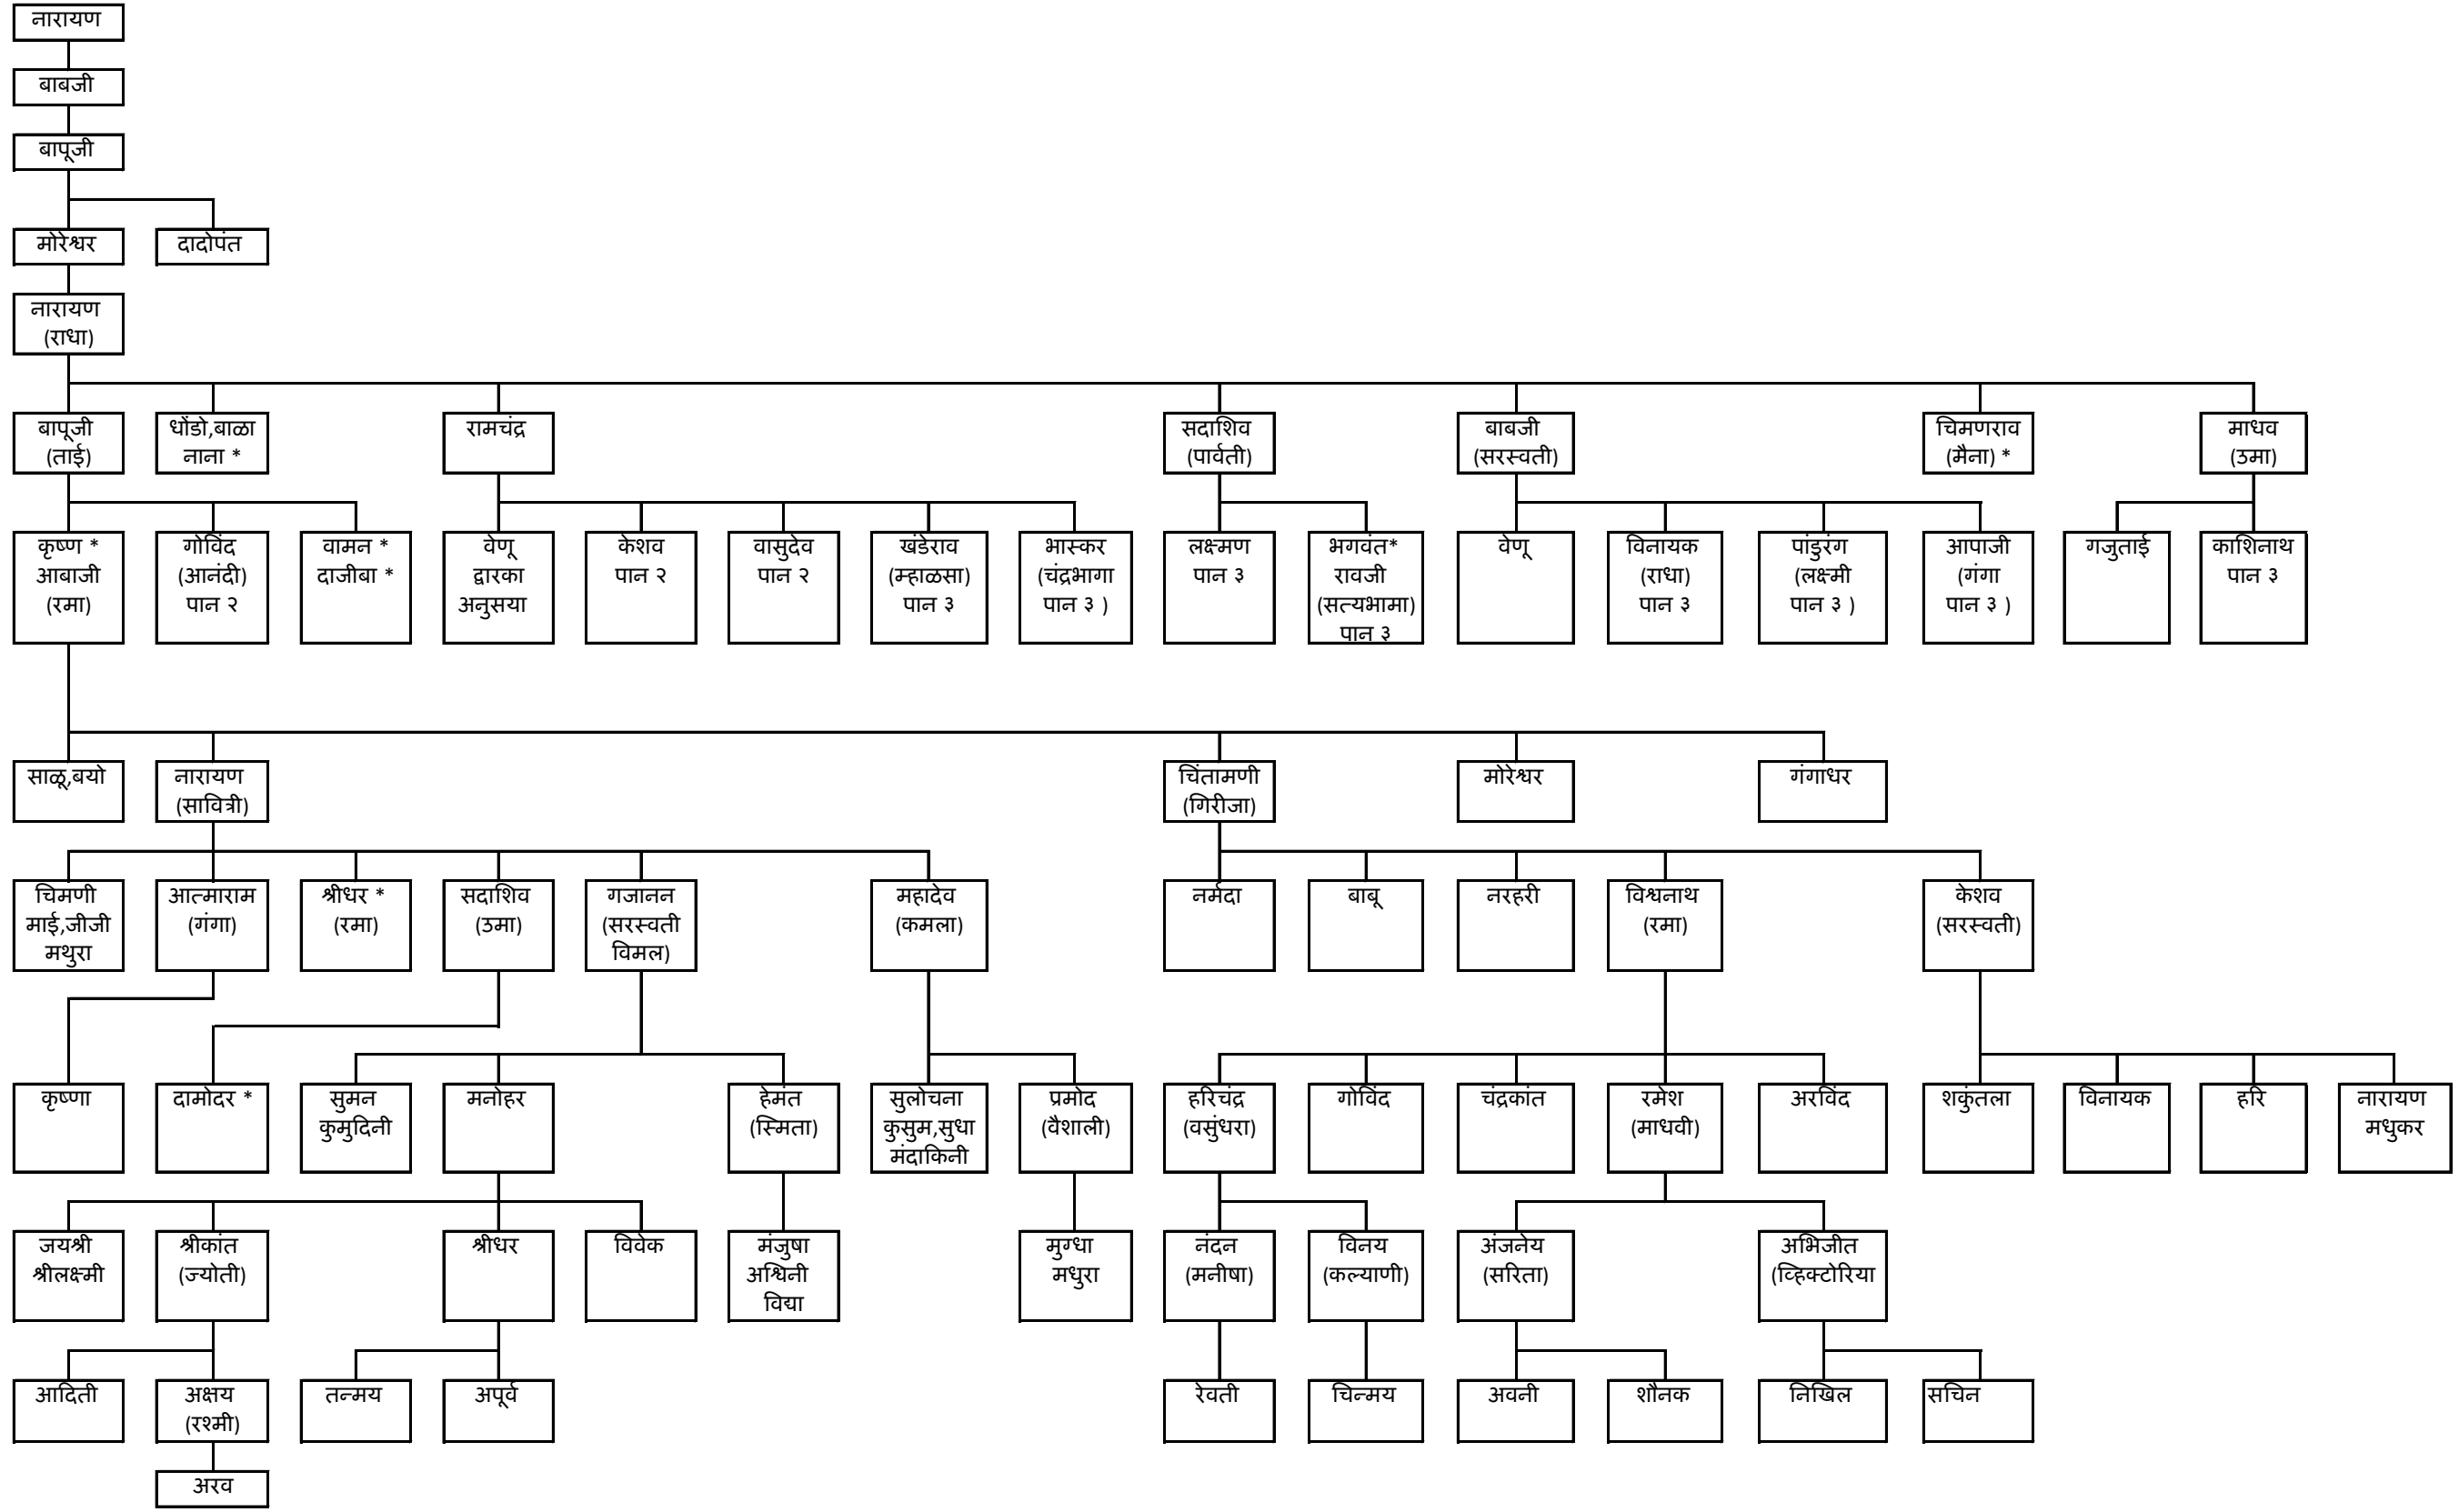 नारायण
बाबजी
बापूजी
मोरेश्वर
दादोपंत
नारायण
(राधा)
बापूजी
(ताई)
धोंडो,बाळा
नाना *
रामचंद्र
सदाशिव
(पार्वती)
बाबजी
(सरस्वती)
चिमणराव
(मैना) *
माधव
(उमा)
कृष्ण *
आबाजी
(रमा)
गोविंद
(आनंदी)
पान २
वामन *
दाजीबा *
वेणू
द्वारका
अनुसया
केशव
पान २
वासुदेव
पान २
खंडेराव
(म्हाळसा)
पान ३
भास्कर
(चंद्रभागा
पान ३ )
लक्ष्मण
पान ३
भगवंत*
रावजी
(सत्यभामा)
पान ३
वेणू
विनायक
(राधा)
पान ३
पांडुरंग
(लक्ष्मी
पान ३ )
आपाजी
(गंगा
पान ३ )
गजुताई
काशिनाथ
पान ३
साळू,बयो
नारायण
(सावित्री)
चिंतामणी
(गिरीजा)
मोरेश्वर
गंगाधर
चिमणी
माई,जीजी
मथुरा
आत्माराम
(गंगा)
श्रीधर *
(रमा)
सदाशिव
(उमा)
गजानन
(सरस्वती
विमल)
महादेव
(कमला)
नर्मदा
बाबू
नरहरी
विश्वनाथ
(रमा)
केशव
(सरस्वती)
कृष्णा
दामोदर *
सुमन
कुमुदिनी
मनोहर
हेमंत
(स्मिता)
सुलोचना
कुसुम,सुधा
मंदाकिनी
प्रमोद
(वैशाली)
हरिचंद्र
(वसुंधरा)
गोविंद
चंद्रकांत
रमेश
(माधवी)
अरविंद
शकुंतला
विनायक
हरि
नारायण
मधुकर
जयश्री
श्रीलक्ष्मी
श्रीकांत
(ज्योती)
श्रीधर
विवेक
मंजुषा
अश्विनी
विद्या
मुग्धा
मधुरा
नंदन
(मनीषा)
विनय
(कल्याणी)
अंजनेय
(सरिता)
अभिजीत
(व्हिक्टोरिया
आदिती
अक्षय
(रश्मी)
तन्मय
अपूर्व
रेवती
चिन्मय
अवनी
शौनक
निखिल
सचिन
अरव